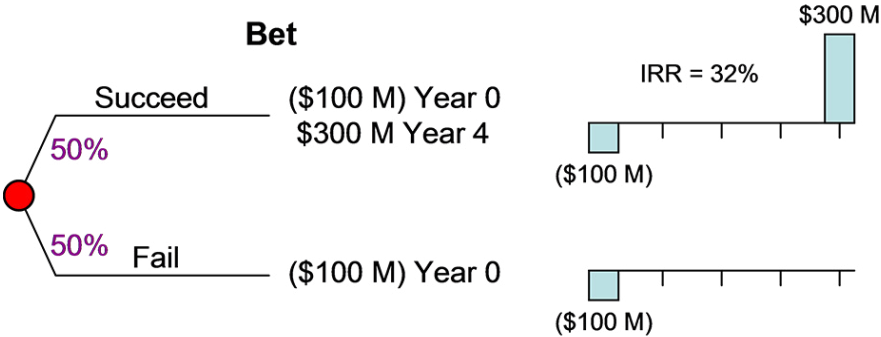 Bet
Succeed
($100 M) Year 0
$300 M Year 4
50%
$300 M
IRR = 32%
($100 M)
50%
Fail
($100 M) Year 0
($100 M)